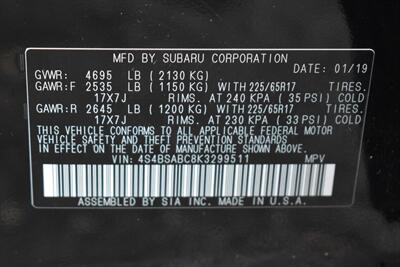 MFD BY SUBARU CORPORATION
GVWR: 4695 LB ( 2130 KG) DATE: 01/19
GAWR:F 2535 LB ( 1150 KG) WITH 225/65R17 TIRES.
17X7J RIMS. AT 240 KPA ( 35 PSI) COLD
GAWR:R 2645 LB ( 1200 KG) WITH 225/65R17 TIRES.
17X7J RIMS. AT 230 KPA ( 33 PSI) COLD
THIS VEHICLE CONFORMS TO ALL APPLICABLE FEDERAL MOTOR
VEHICLE SAFETY AND THEFT PREVENTION STANDARDS IN
EFFECT ON THE DATE OF MANUFACTURE SHOWN ABOVE.
VIN: 4S4BSABC8K3299511 MPV
ASSEMBLED BY SIA INC. MADE IN U.S.A.